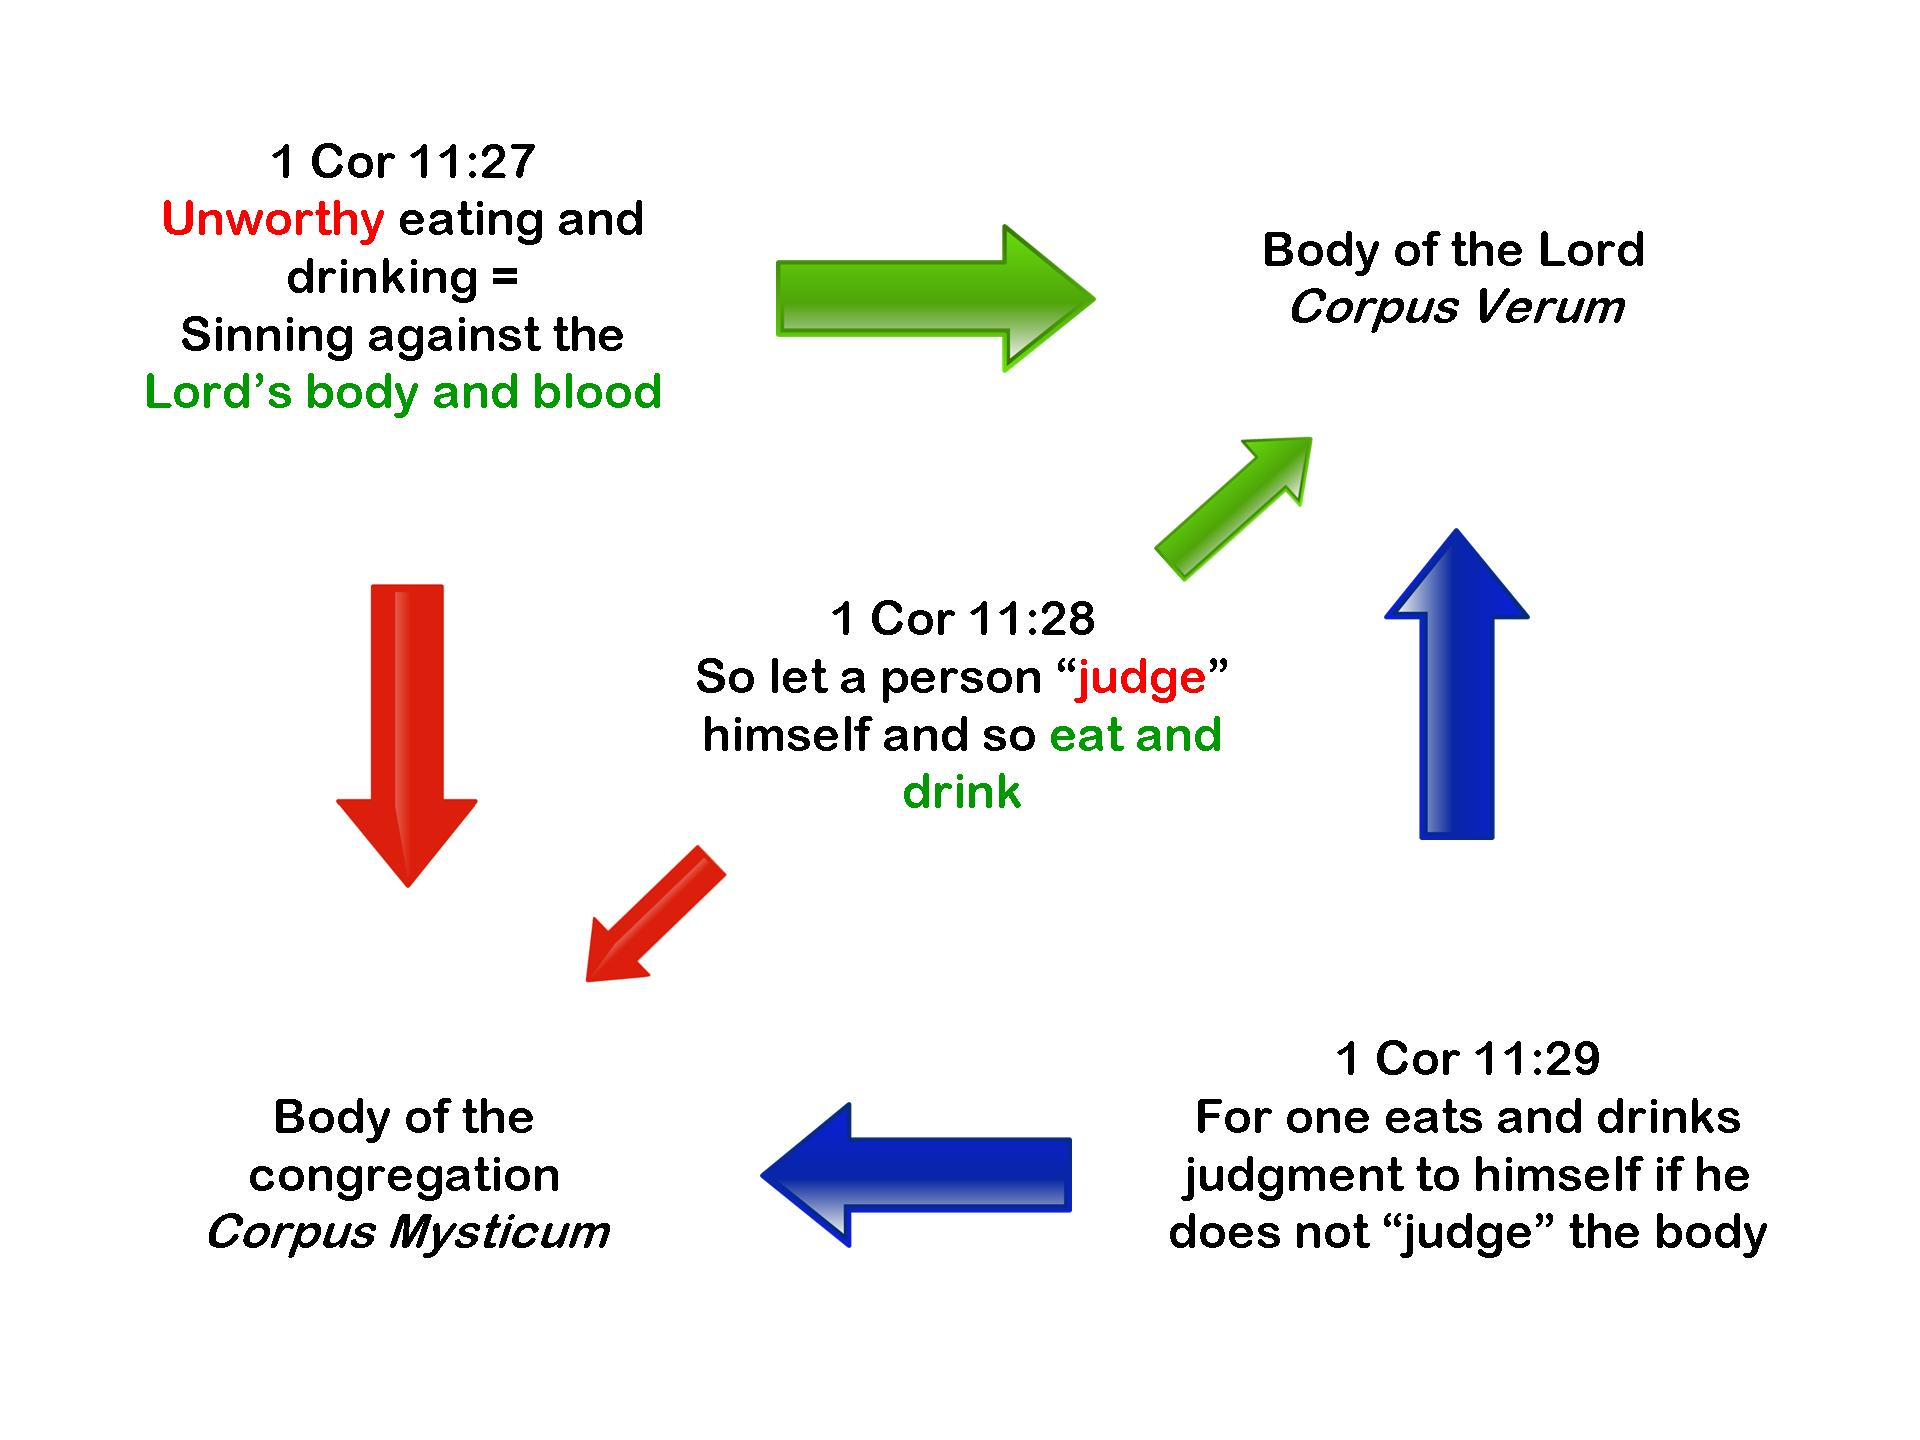 1 Cor 11:27
Unworthy eating and
drinking =
Sinning against the
Lord’s body and blood
Body of the Lord
Corpus Verum
1 Cor 11:28
So let a person “judge”
himself and so eat and
drink
Body of the
congregation
Corpus Mysticum
1 Cor 11:29
For one eats and drinks
judgment to himself if he
does not “judge” the body